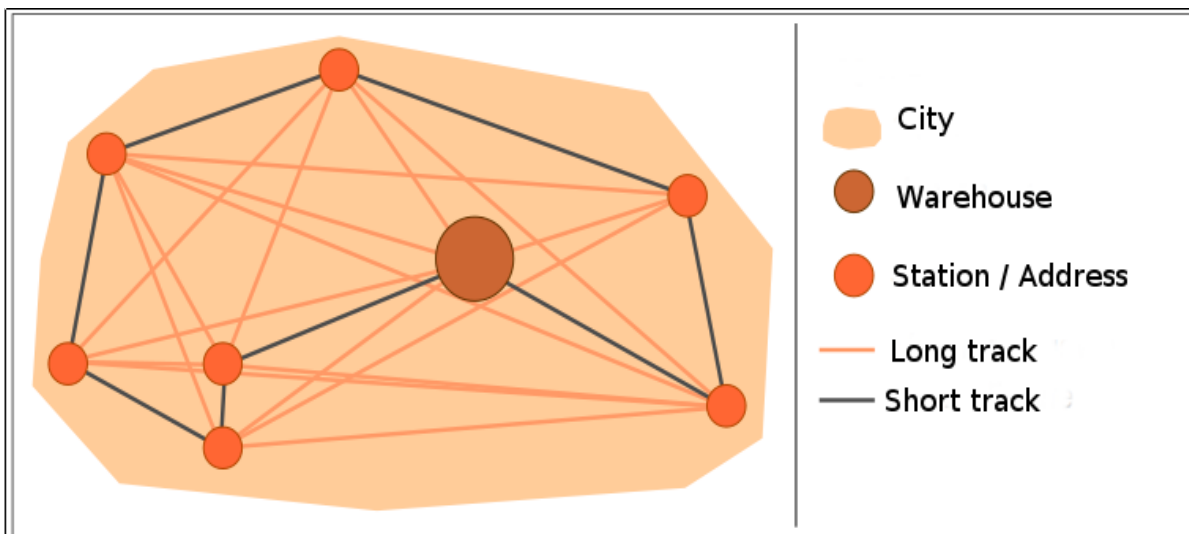 City
Warehouse
Station / Address
Long track
Short track